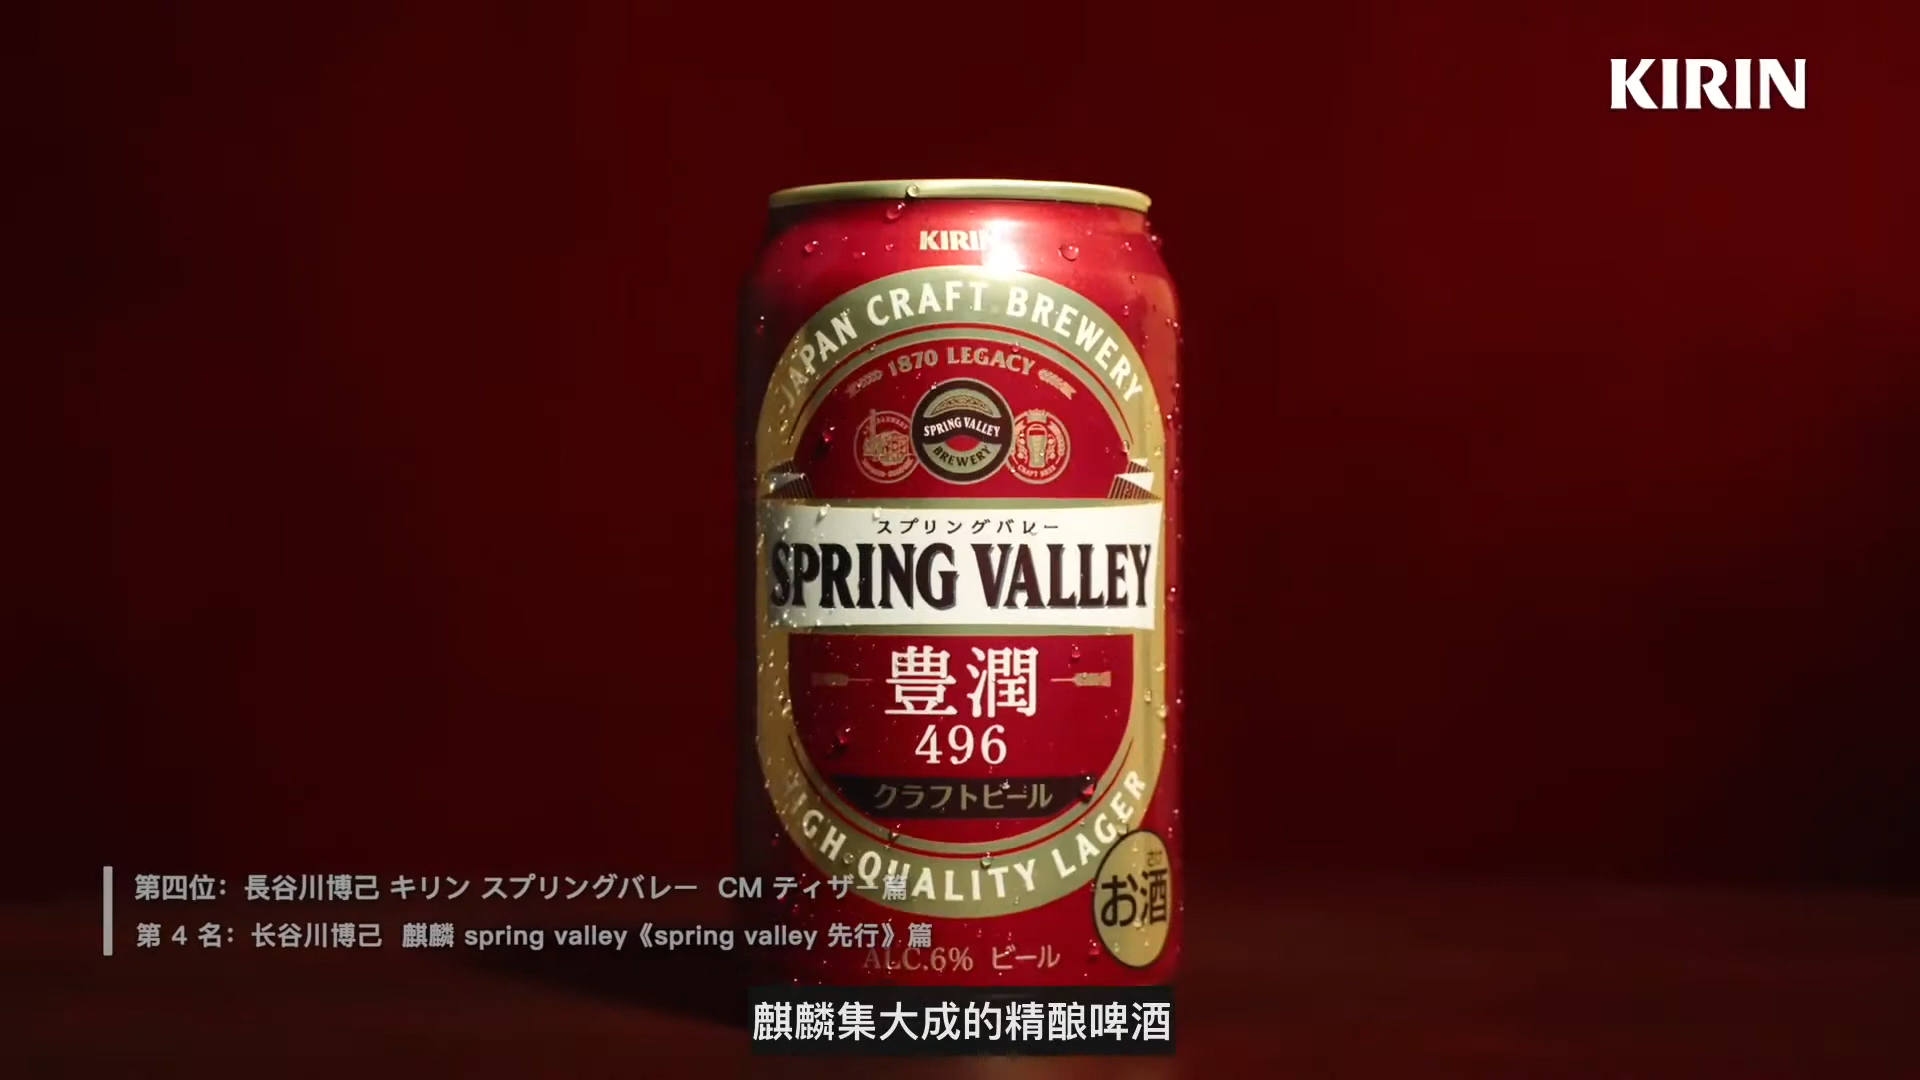 KIRIN
KIRIN
JAPAN CRAFT BREWERY
1870 LEGACY
SPRING VALLEY
BREWERY
CRAFT BEER
スプリングバレー
SPRING VALLEY
豊潤
496
クラフトビール
HIGH QUALITY LAGER
お酒
ALC.6% ビール
第四位：長谷川博己 キリン スプリングバレー CM ティザー篇
第 4 名：长谷川博己 麒麟 spring valley《spring valley 先行》篇
麒麟集大成的精酿啤酒